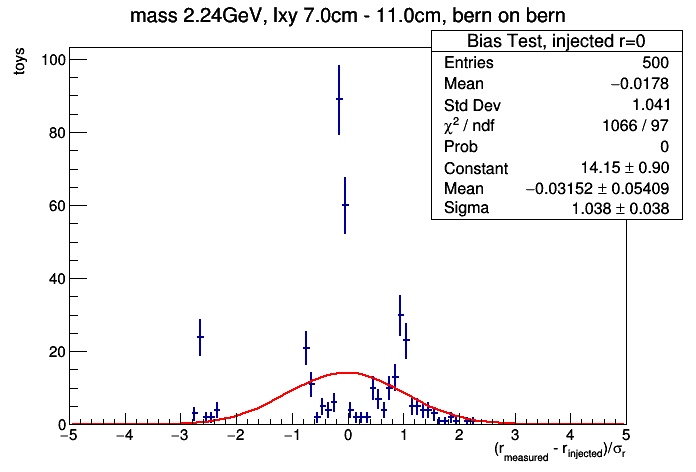 mass 2.24GeV, lxy 7.0cm - 11.0cm, bern on bern
toys
Bias Test, injected r=0
Entries 500
Mean −0.0178
Std Dev 1.041
χ² / ndf 1066 / 97
Prob 0
Constant 14.15 ± 0.90
Mean −0.03152 ± 0.05409
Sigma 1.038 ± 0.038
100
80
60
40
20
0
−5 −4 −3 −2 −1 0 1 2 3 4 5
(r_measured - r_injected)/σ_r